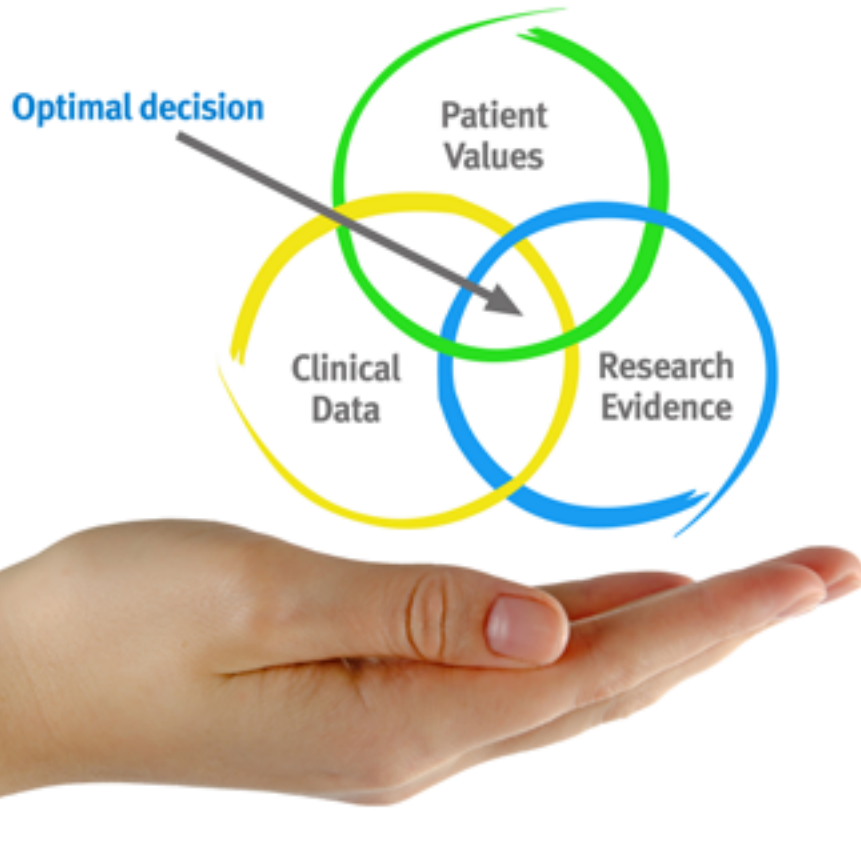 Optimal decision
Patient
Values
Clinical
Data
Research
Evidence